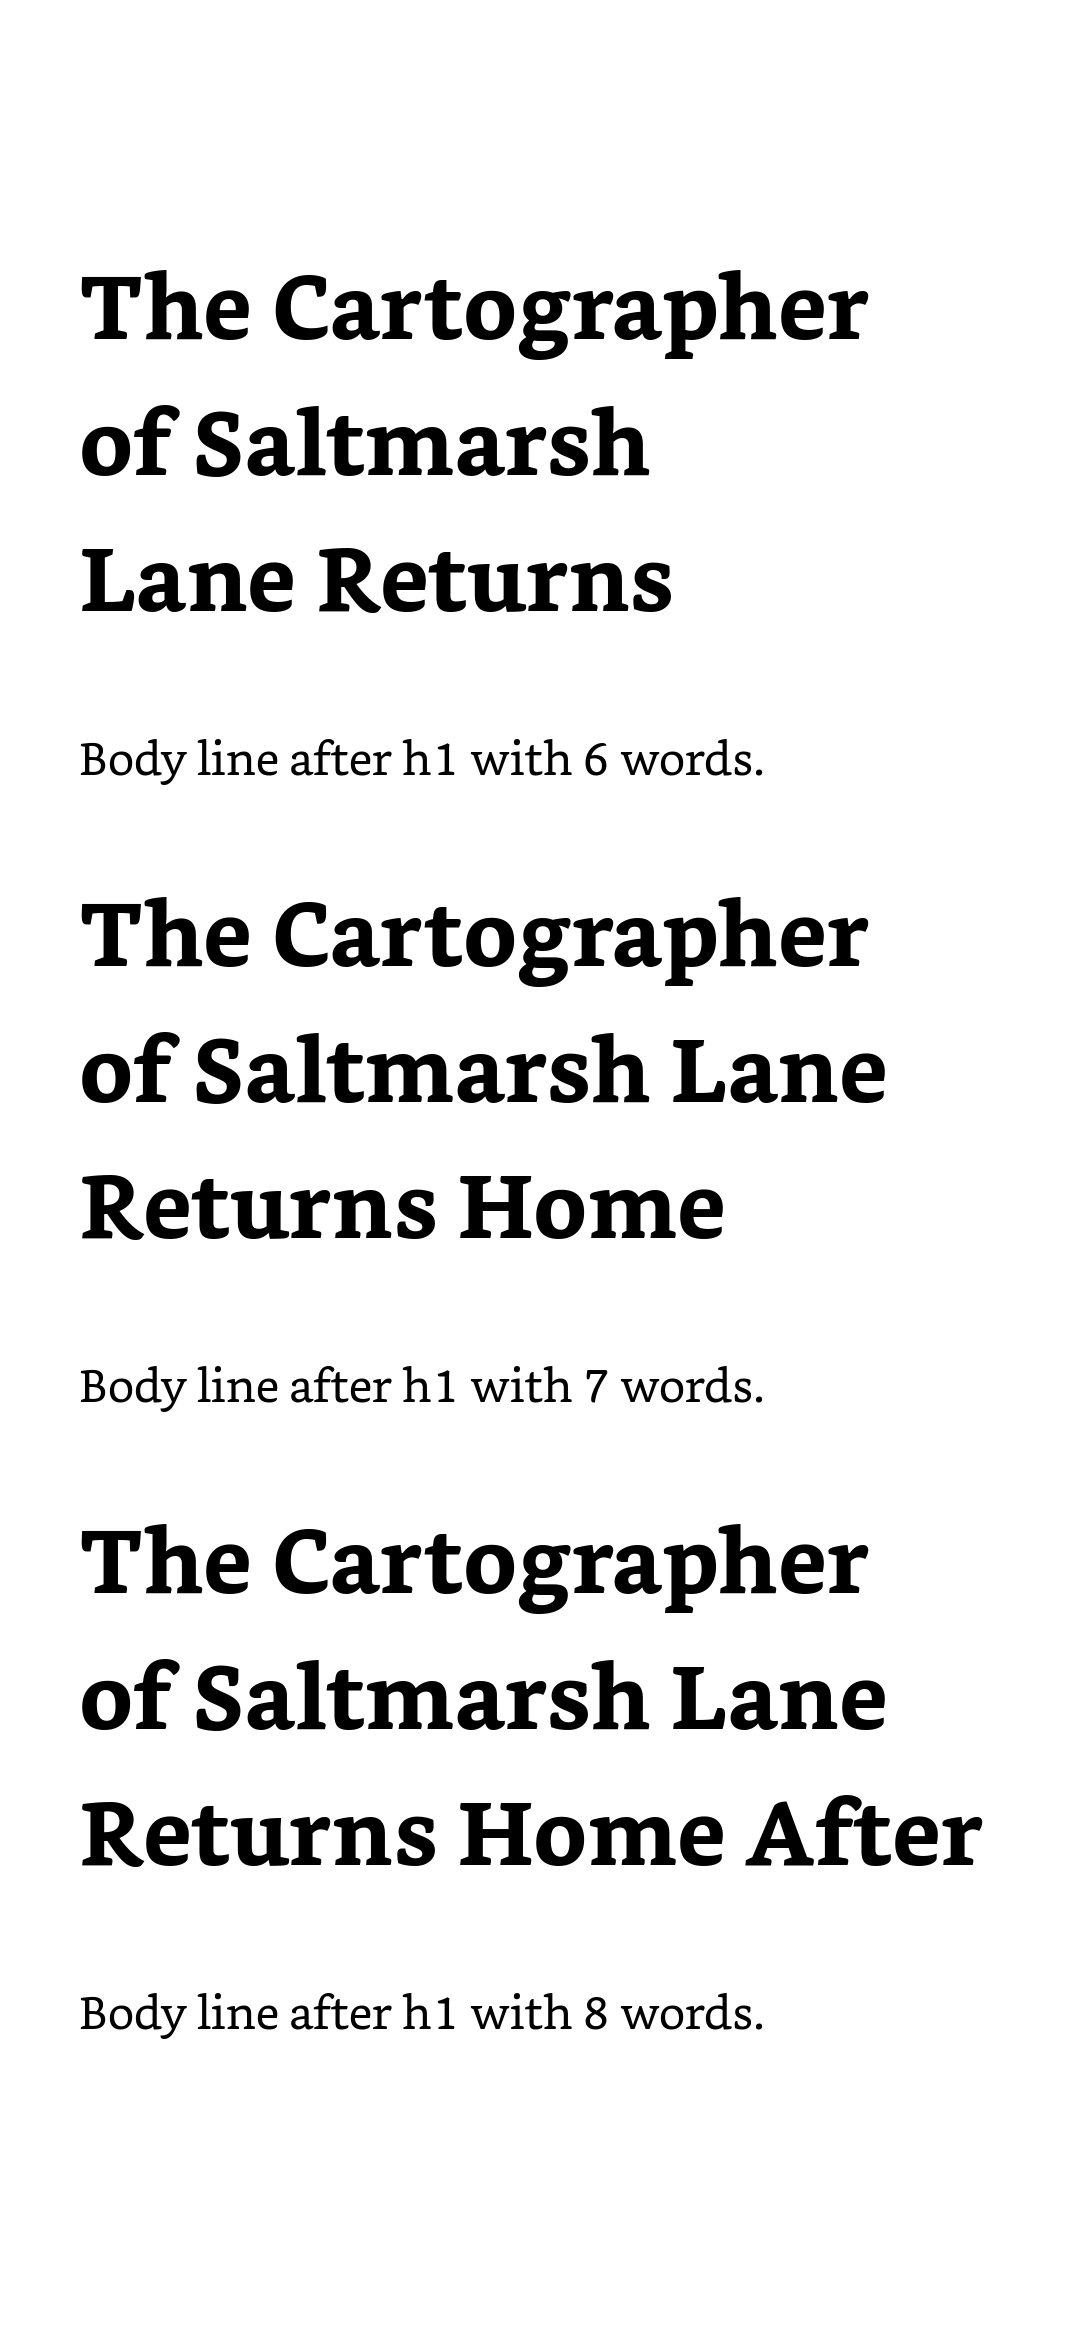 The Cartographer
of Saltmarsh
Lane Returns
Body line after h1 with 6 words.
The Cartographer
of Saltmarsh Lane
Returns Home
Body line after h1 with 7 words.
The Cartographer
of Saltmarsh Lane
Returns Home After
Body line after h1 with 8 words.